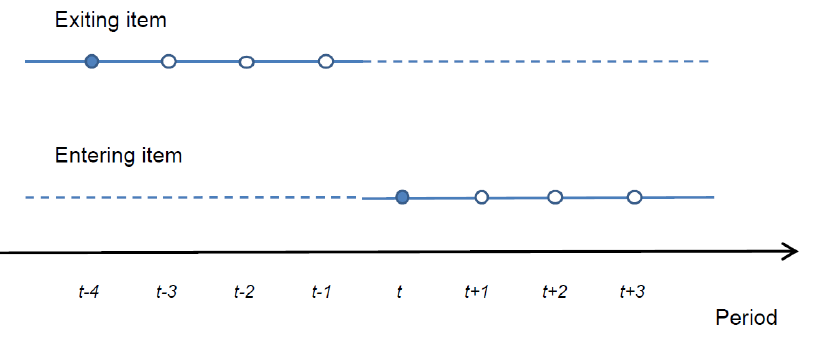 Exiting item
Entering item
t-4 t-3 t-2 t-1 t t+1 t+2 t+3
Period